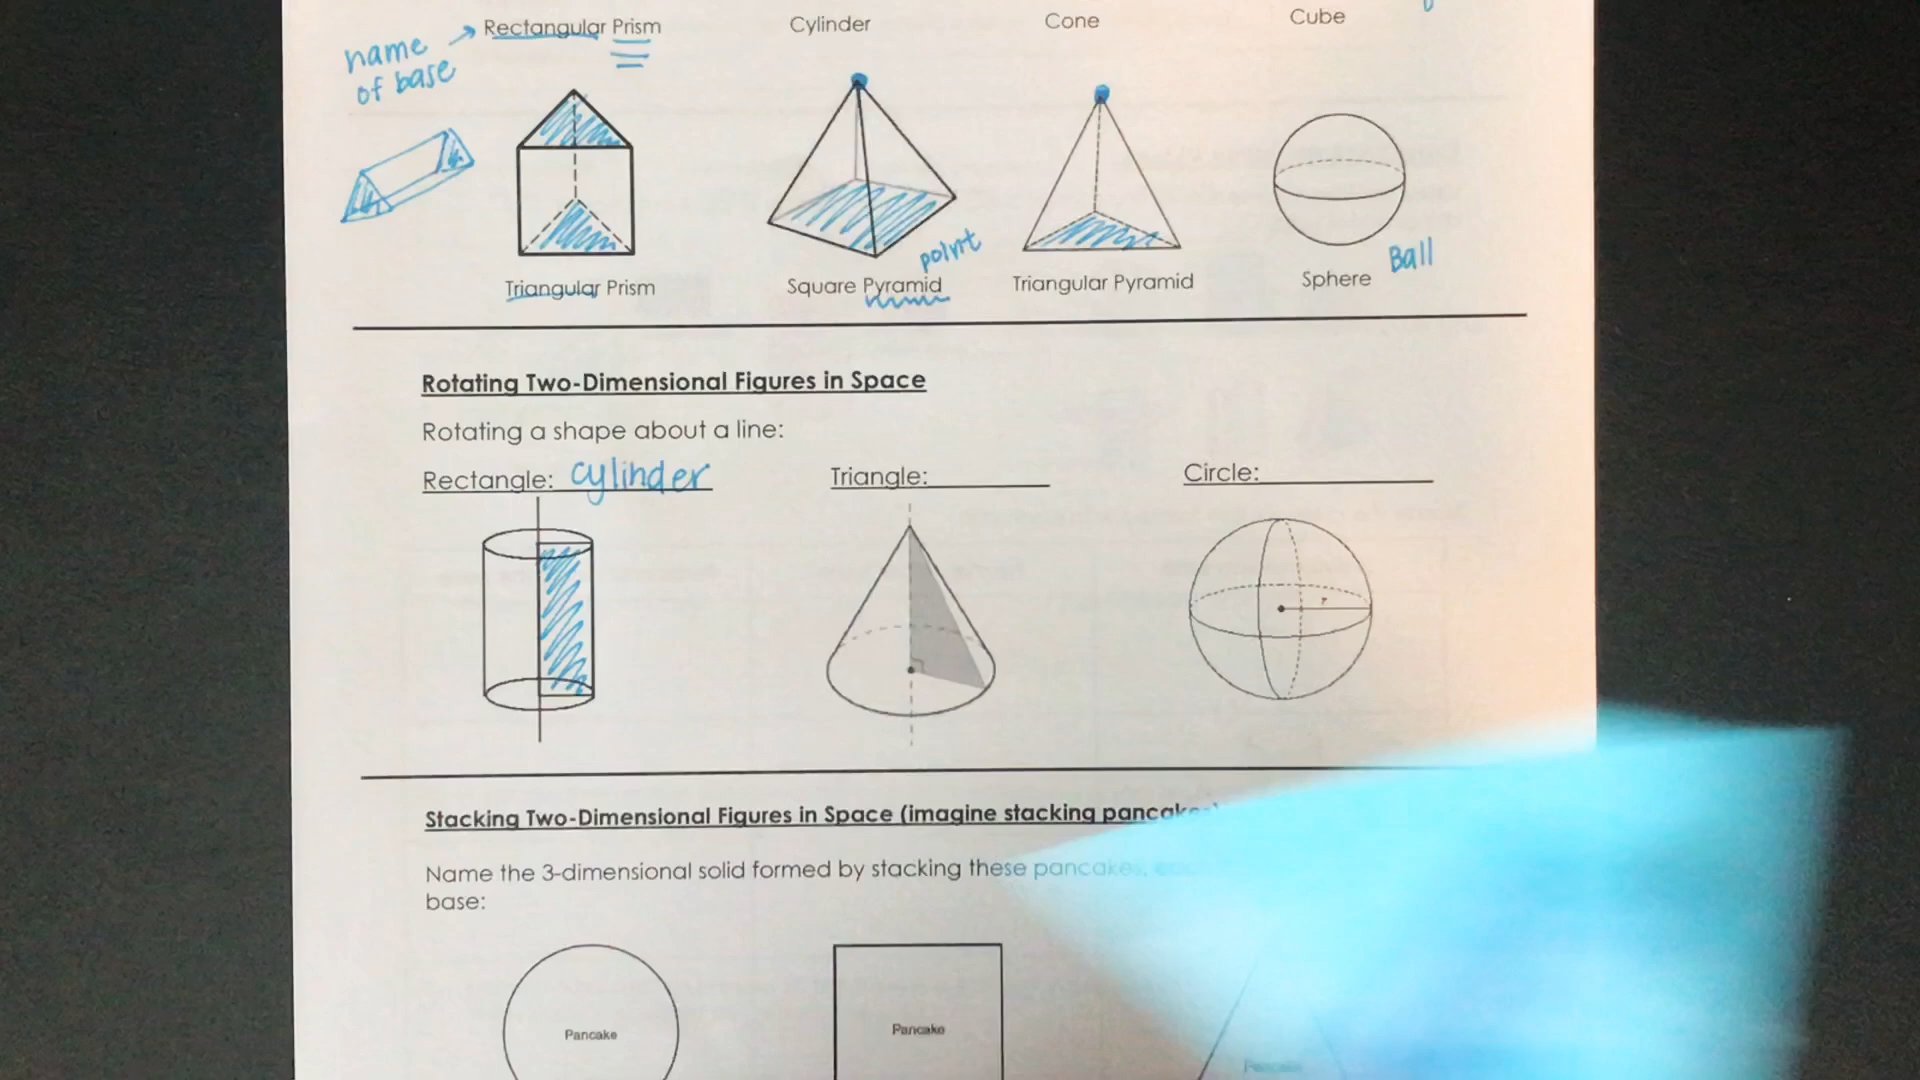 Rectangular Prism
Cylinder
Cone
Cube
name
of base
point
Ball
Triangular Prism
Square Pyramid
Triangular Pyramid
Sphere
Rotating Two-Dimensional Figures in Space
Rotating a shape about a line:
Rectangle: cylinder
Triangle:
Circle:
r
Stacking Two-Dimensional Figures in Space (imagine stacking
Name the 3-dimensional solid formed by stacking these pancakes,
base:
Pancake
Pancake
Pancake